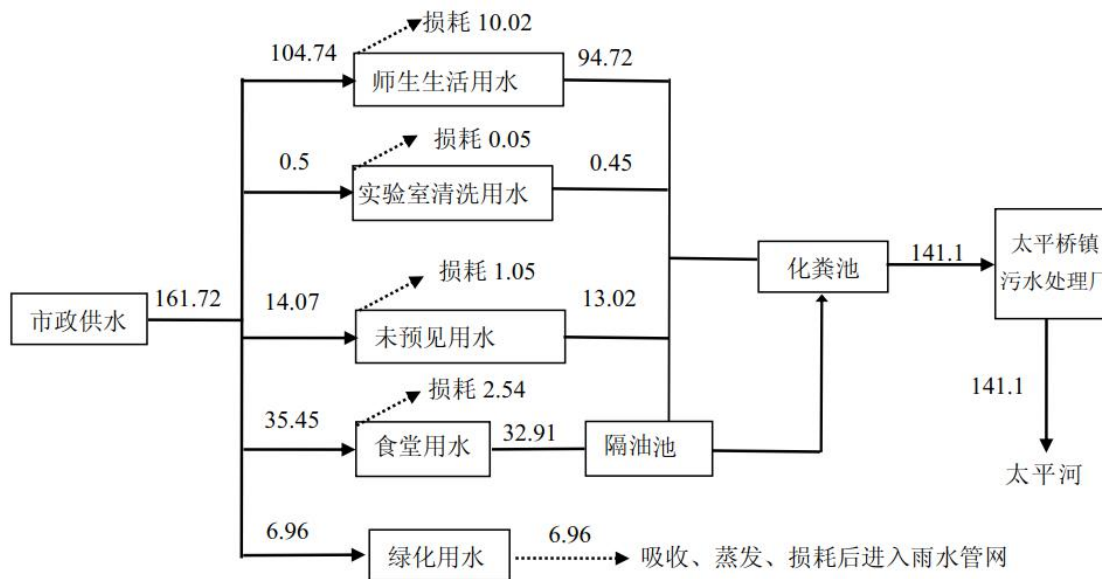 损耗 10.02
104.74
师生生活用水
94.72
损耗 0.05
0.5
实验室清洗用水
0.45
太平桥镇
污水处理厂
化粪池
141.1
损耗 1.05
市政供水
161.72
14.07
未预见用水
13.02
损耗 2.54
141.1
35.45
食堂用水
32.91
隔油池
太平河
6.96
绿化用水
6.96
吸收、蒸发、损耗后进入雨水管网